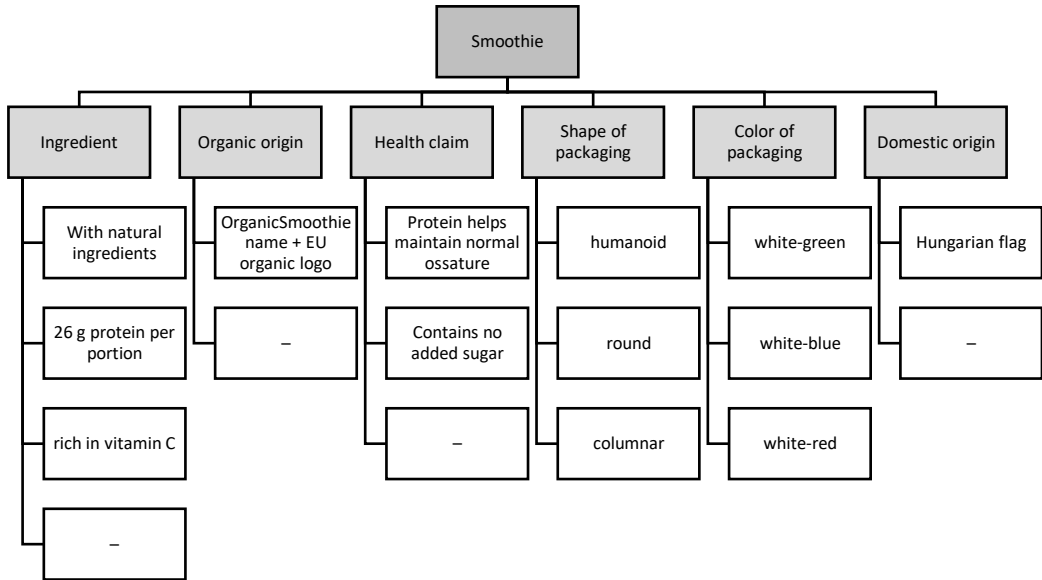 Smoothie
Ingredient
Organic origin
Health claim
Shape of
packaging
Color of
packaging
Domestic origin
With natural
ingredients
OrganicSmoothie
name + EU
organic logo
Protein helps
maintain normal
ossature
humanoid
white-green
Hungarian flag
26 g protein per
portion
–
Contains no
added sugar
round
white-blue
–
rich in vitamin C
–
columnar
white-red
–